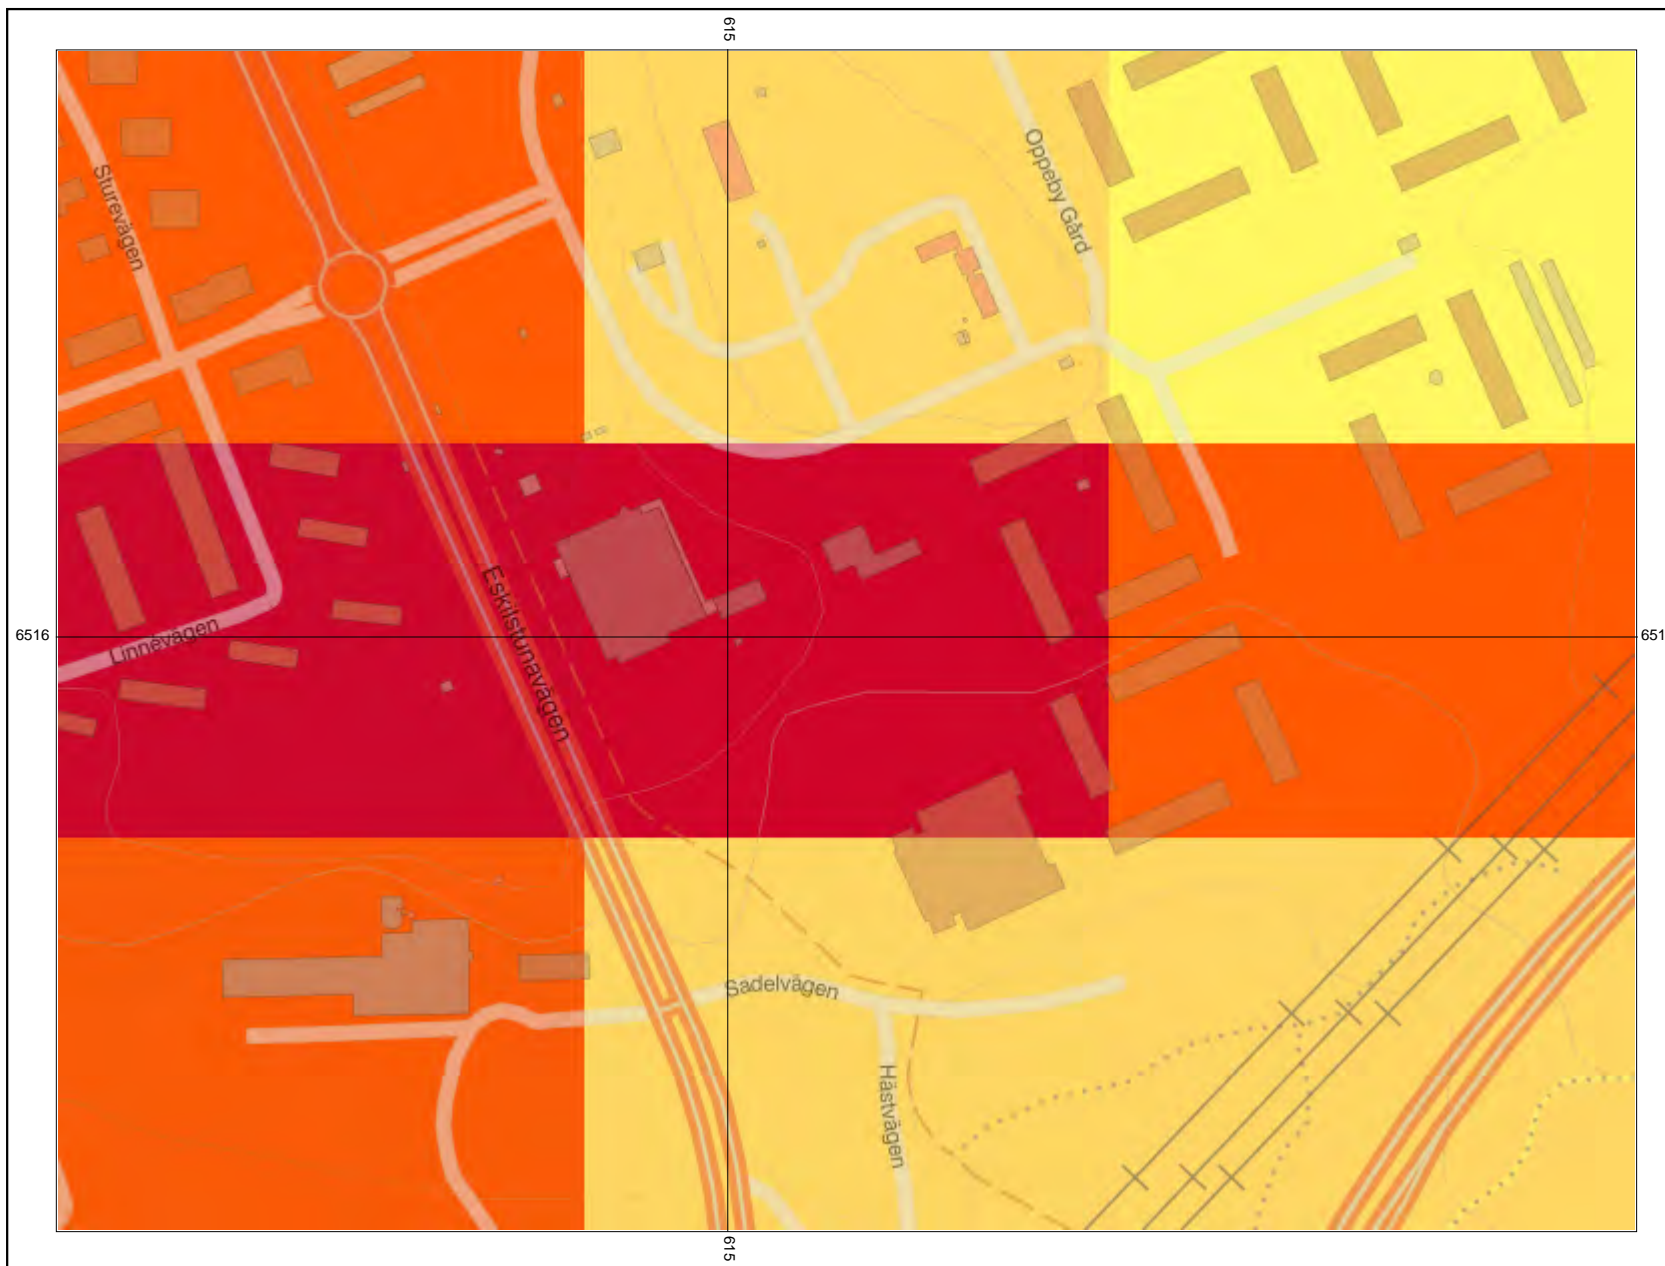 615
Sturevägen
Oppeby Gård
Eskilstunavägen
Linnévägen
6516
651
Sadelvägen
Hästvägen
615